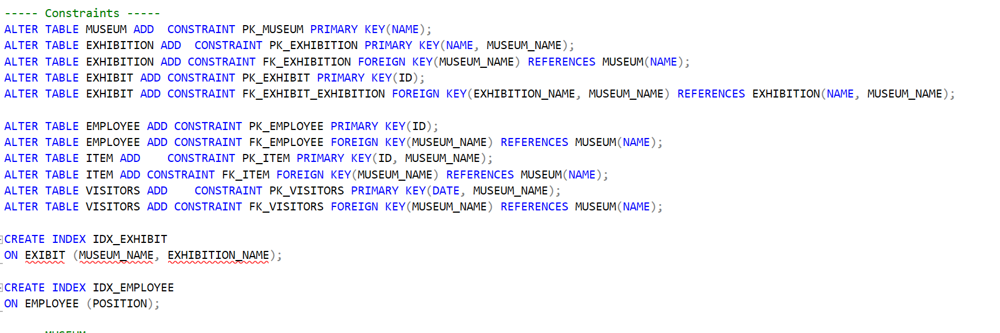 ----- Constraints -----
ALTER TABLE MUSEUM ADD  CONSTRAINT PK_MUSEUM PRIMARY KEY(NAME);
ALTER TABLE EXHIBITION ADD  CONSTRAINT PK_EXHIBITION PRIMARY KEY(NAME, MUSEUM_NAME);
ALTER TABLE EXHIBITION ADD CONSTRAINT FK_EXHIBITION FOREIGN KEY(MUSEUM_NAME) REFERENCES MUSEUM(NAME);
ALTER TABLE EXHIBIT ADD CONSTRAINT PK_EXHIBIT PRIMARY KEY(ID);
ALTER TABLE EXHIBIT ADD CONSTRAINT FK_EXHIBIT_EXHIBITION FOREIGN KEY(EXHIBITION_NAME, MUSEUM_NAME) REFERENCES EXHIBITION(NAME, MUSEUM_NAME);
ALTER TABLE EMPLOYEE ADD CONSTRAINT PK_EMPLOYEE PRIMARY KEY(ID);
ALTER TABLE EMPLOYEE ADD CONSTRAINT FK_EMPLOYEE FOREIGN KEY(MUSEUM_NAME) REFERENCES MUSEUM(NAME);
ALTER TABLE ITEM ADD    CONSTRAINT PK_ITEM PRIMARY KEY(ID, MUSEUM_NAME);
ALTER TABLE ITEM ADD CONSTRAINT FK_ITEM FOREIGN KEY(MUSEUM_NAME) REFERENCES MUSEUM(NAME);
ALTER TABLE VISITORS ADD    CONSTRAINT PK_VISITORS PRIMARY KEY(DATE, MUSEUM_NAME);
ALTER TABLE VISITORS ADD CONSTRAINT FK_VISITORS FOREIGN KEY(MUSEUM_NAME) REFERENCES MUSEUM(NAME);
CREATE INDEX IDX_EXHIBIT
ON EXIBIT (MUSEUM_NAME, EXHIBITION_NAME);
CREATE INDEX IDX_EMPLOYEE
ON EMPLOYEE (POSITION);